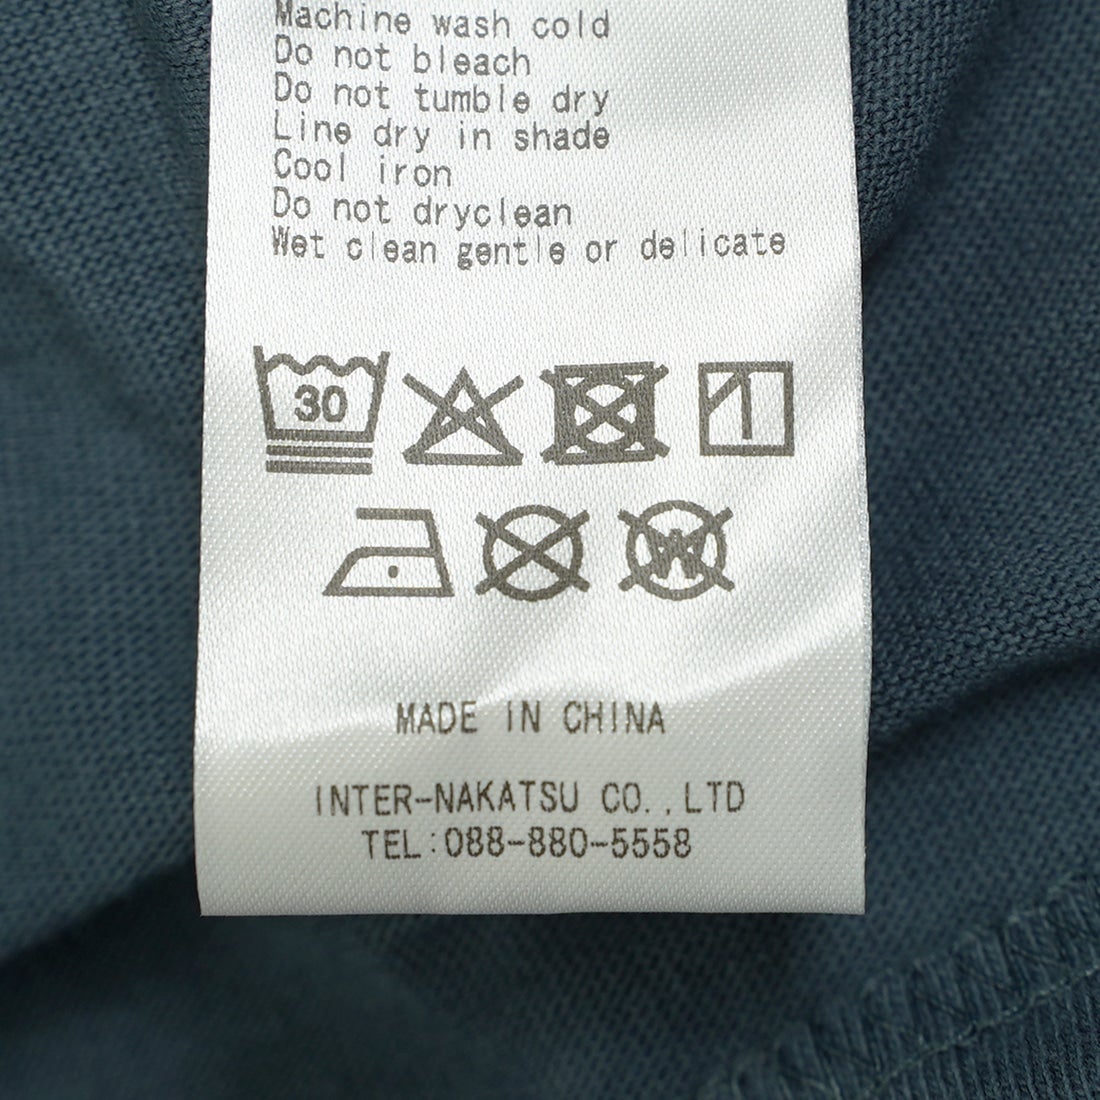 Machine wash cold
Do not bleach
Do not tumble dry
Line dry in shade
Cool iron
Do not dryclean
Wet clean gentle or delicate
30
W
MADE IN CHINA
INTER-NAKATSU CO.,LTD
TEL:088-880-5558